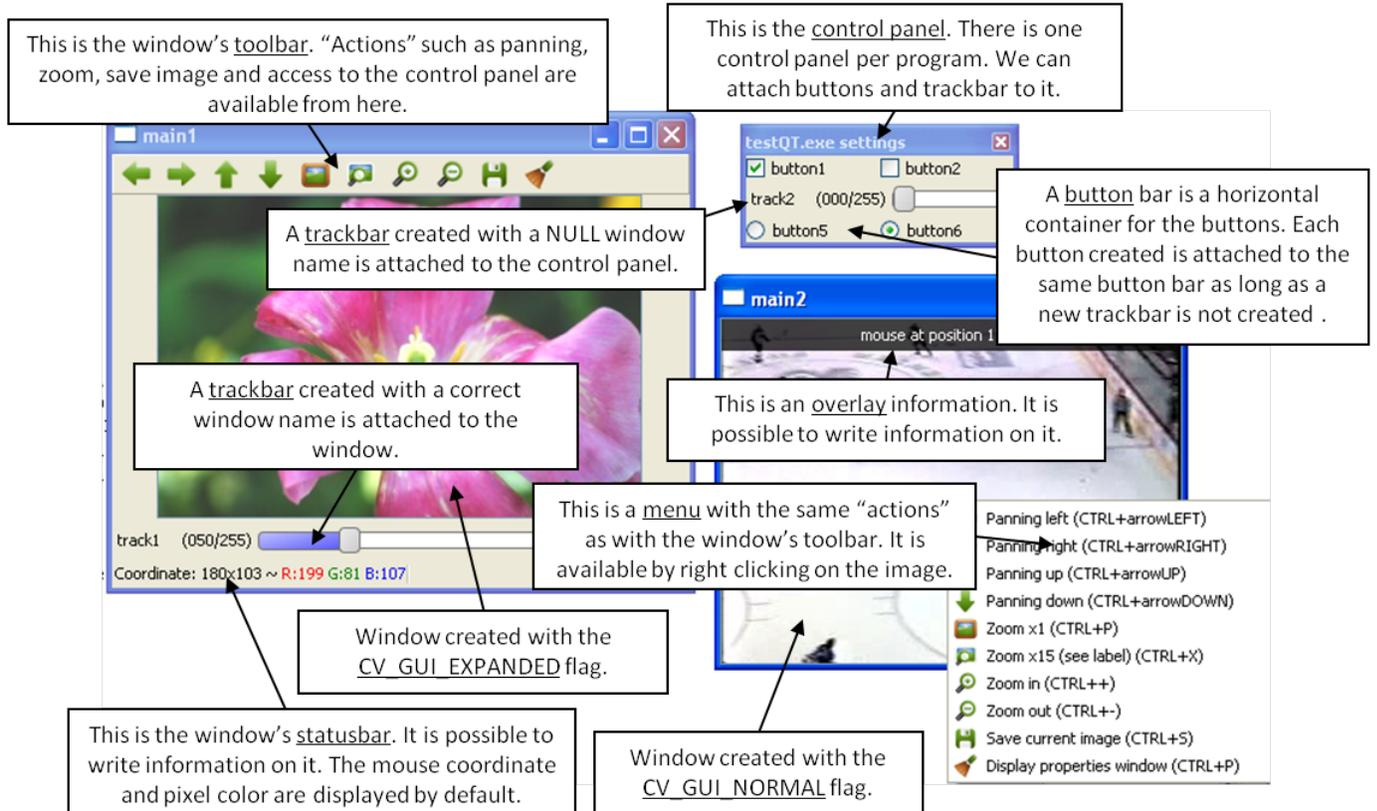 This is the window's toolbar. “Actions” such as panning,
zoom, save image and access to the control panel are
available from here.
This is the control panel. There is one
control panel per program. We can
attach buttons and trackbar to it.
main1
testQT.exe settings
button1
button2
track2 (000/255)
button5
button6
A trackbar created with a NULL window
name is attached to the control panel.
A button bar is a horizontal
container for the buttons. Each
button created is attached to the
same button bar as long as a
new trackbar is not created .
main2
mouse at position 1
A trackbar created with a correct
window name is attached to the
window.
This is an overlay information. It is
possible to write information on it.
This is a menu with the same “actions”
as with the window's toolbar. It is
available by right clicking on the image.
track1 (050/255)
Coordinate: 180x103 ~ R:199 G:81 B:107
Panning left (CTRL+arrowLEFT)
Panning right (CTRL+arrowRIGHT)
Panning up (CTRL+arrowUP)
Panning down (CTRL+arrowDOWN)
Zoom x1 (CTRL+P)
Zoom x15 (see label) (CTRL+X)
Zoom in (CTRL++)
Zoom out (CTRL+-)
Save current image (CTRL+S)
Display properties window (CTRL+P)
Window created with the
CV_GUI_EXPANDED flag.
This is the window's statusbar. It is possible to
write information on it. The mouse coordinate
and pixel color are displayed by default.
Window created with the
CV_GUI_NORMAL flag.